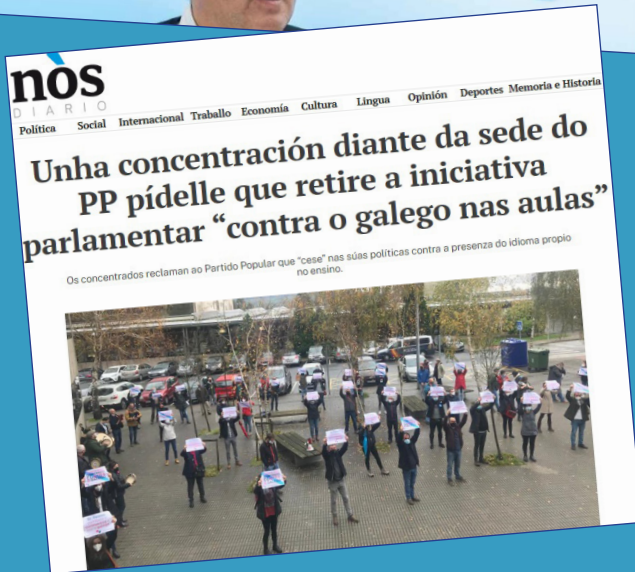 nòs
DIARIO
Política Social Internacional Traballo Economía Cultura Lingua Opinión Deportes Memoria e Historia
Unha concentración diante da sede do
PP pídelle que retire a iniciativa
parlamentar “contra o galego nas aulas”
Os concentrados reclaman ao Partido Popular que “cese” nas súas políticas contra a presenza do idioma propio
no ensino.